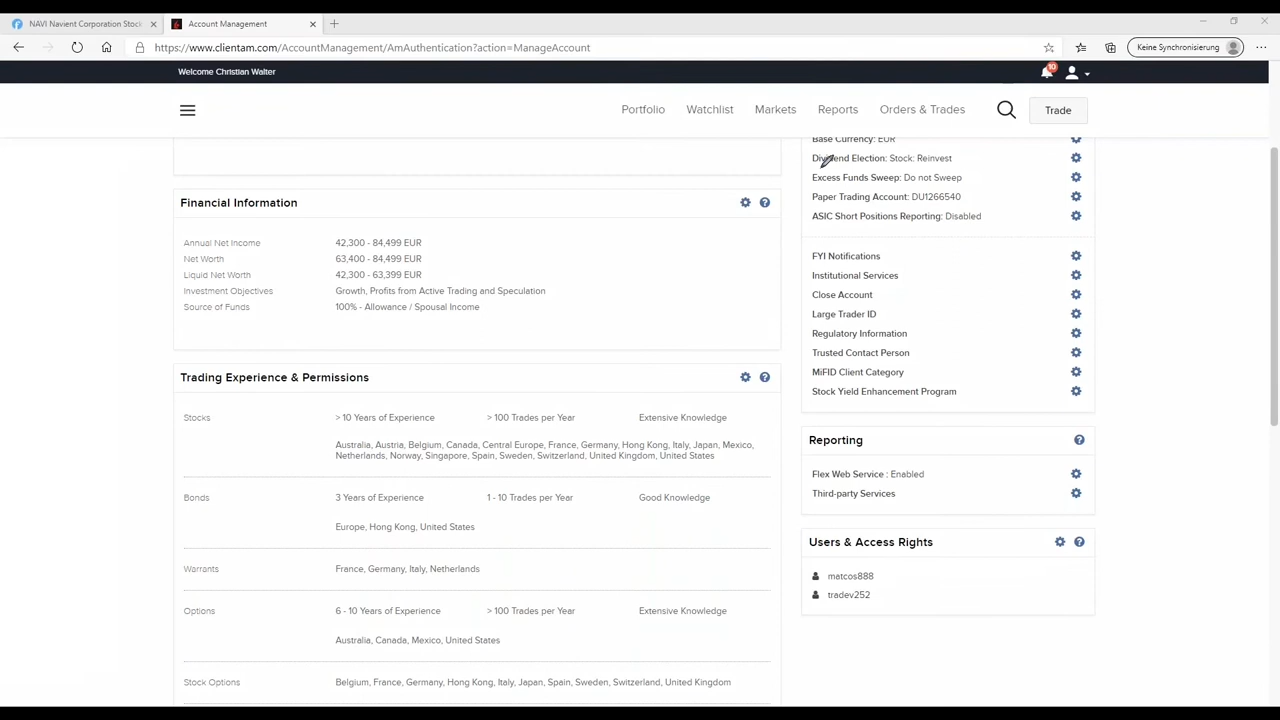 NAVI Navient Corporation Stock
Account Management
https://www.clientam.com/AccountManagement/AmAuthentication?action=ManageAccount
Keine Synchronisierung
Welcome Christian Walter
10
Portfolio Watchlist Markets Reports Orders & Trades Trade
Financial Information
Annual Net Income 42,300 - 84,499 EUR
Net Worth 63,400 - 84,499 EUR
Liquid Net Worth 42,300 - 63,399 EUR
Investment Objectives Growth, Profits from Active Trading and Speculation
Source of Funds 100% - Allowance / Spousal Income
Trading Experience & Permissions
Stocks > 10 Years of Experience > 100 Trades per Year Extensive Knowledge
Australia, Austria, Belgium, Canada, Central Europe, France, Germany, Hong Kong, Italy, Japan, Mexico,
Netherlands, Norway, Singapore, Spain, Sweden, Switzerland, United Kingdom, United States
Bonds 3 Years of Experience 1 - 10 Trades per Year Good Knowledge
Europe, Hong Kong, United States
Warrants France, Germany, Italy, Netherlands
Options 6 - 10 Years of Experience > 100 Trades per Year Extensive Knowledge
Australia, Canada, Mexico, United States
Stock Options Belgium, France, Germany, Hong Kong, Italy, Japan, Spain, Sweden, Switzerland, United Kingdom
Base Currency: EUR
Dividend Election: Stock: Reinvest
Excess Funds Sweep: Do not Sweep
Paper Trading Account: DU1266540
ASIC Short Positions Reporting: Disabled
FYI Notifications
Institutional Services
Close Account
Large Trader ID
Regulatory Information
Trusted Contact Person
MiFID Client Category
Stock Yield Enhancement Program
Reporting
Flex Web Service : Enabled
Third-party Services
Users & Access Rights
matcos888
tradev252